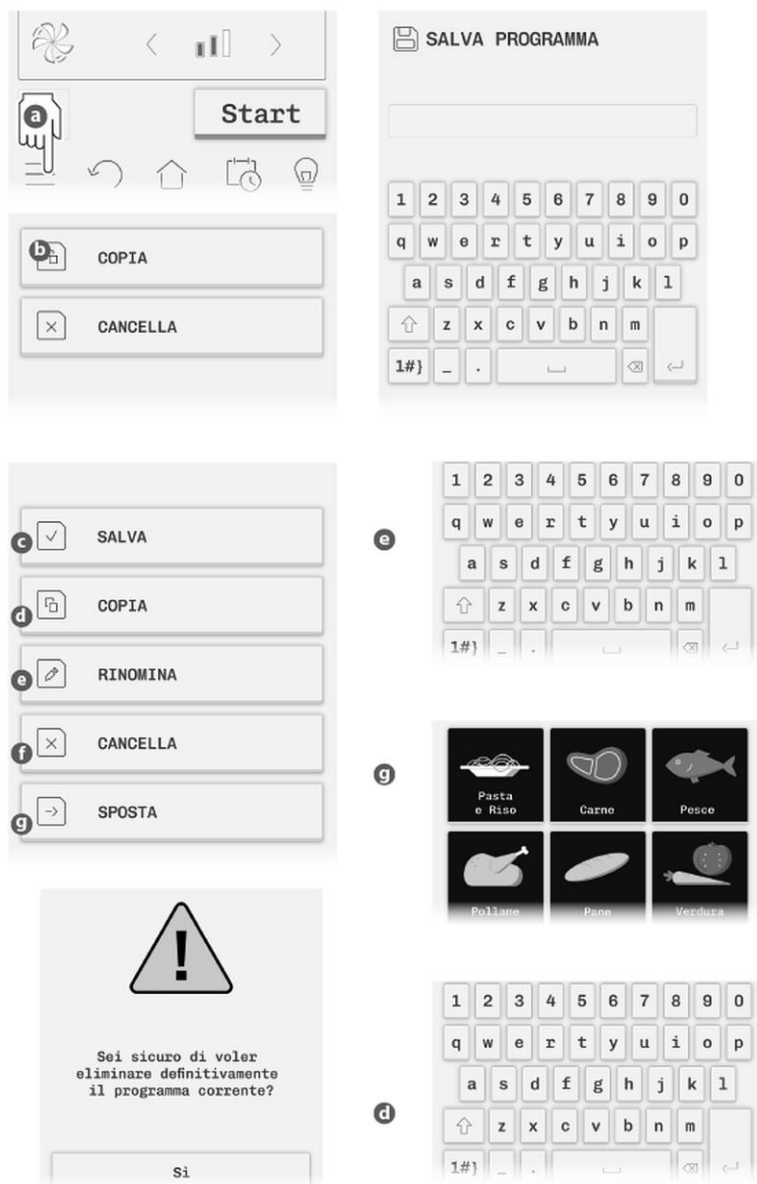 a
Start
b
COPIA
CANCELLA
SALVA PROGRAMMA
1 2 3 4 5 6 7 8 9 0
q w e r t y u i o p
a s d f g h j k l
z x c v b n m
1#} _ .
c
SALVA
d
COPIA
e
RINOMINA
f
CANCELLA
g
SPOSTA
Sei sicuro di voler
eliminare definitivamente
il programma corrente?
Sì
e
1 2 3 4 5 6 7 8 9 0
q w e r t y u i o p
a s d f g h j k l
z x c v b n m
1#} _ .
g
Pasta
e Riso
Carne
Pesce
Pollame
Pane
Verdura
d
1 2 3 4 5 6 7 8 9 0
q w e r t y u i o p
a s d f g h j k l
z x c v b n m
1#} _ .